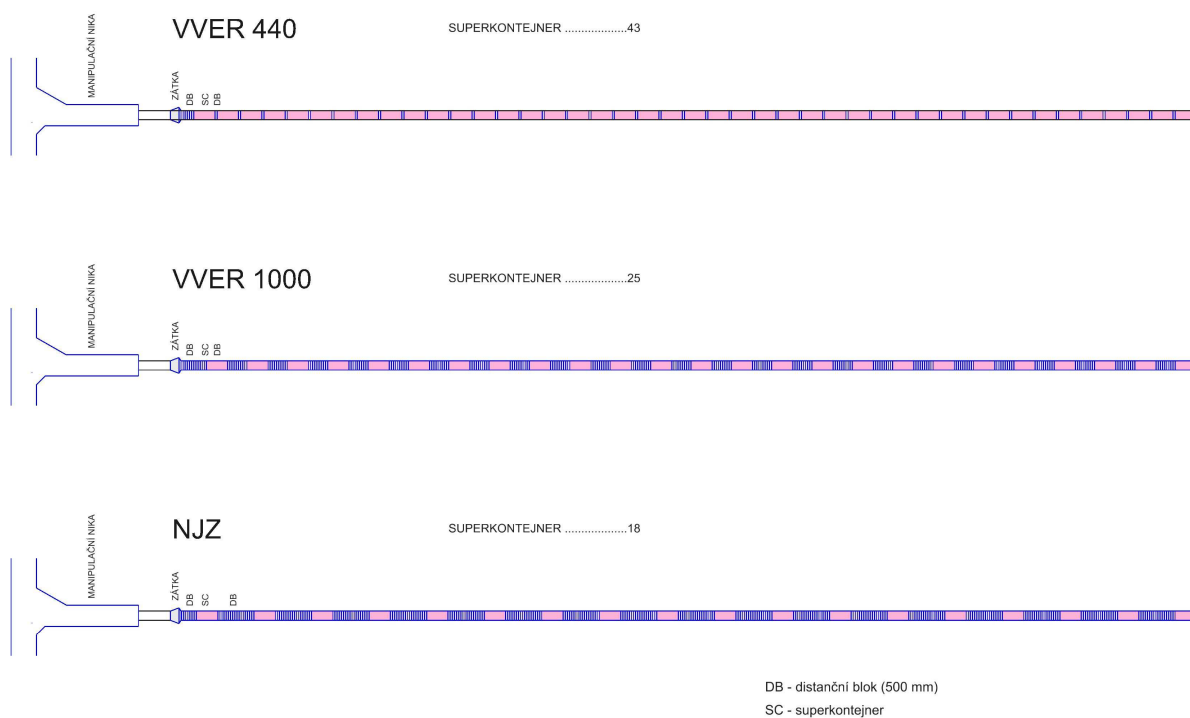 VVER 440
SUPERKONTEJNER ...................43
MANIPULAČNÍ NIKA
ZÁTKA
DB
SC
DB
VVER 1000
SUPERKONTEJNER ...................25
MANIPULAČNÍ NIKA
ZÁTKA
DB
SC
DB
NJZ
SUPERKONTEJNER ...................18
MANIPULAČNÍ NIKA
ZÁTKA
DB
SC
DB
DB - distanční blok (500 mm)
SC - superkontejner